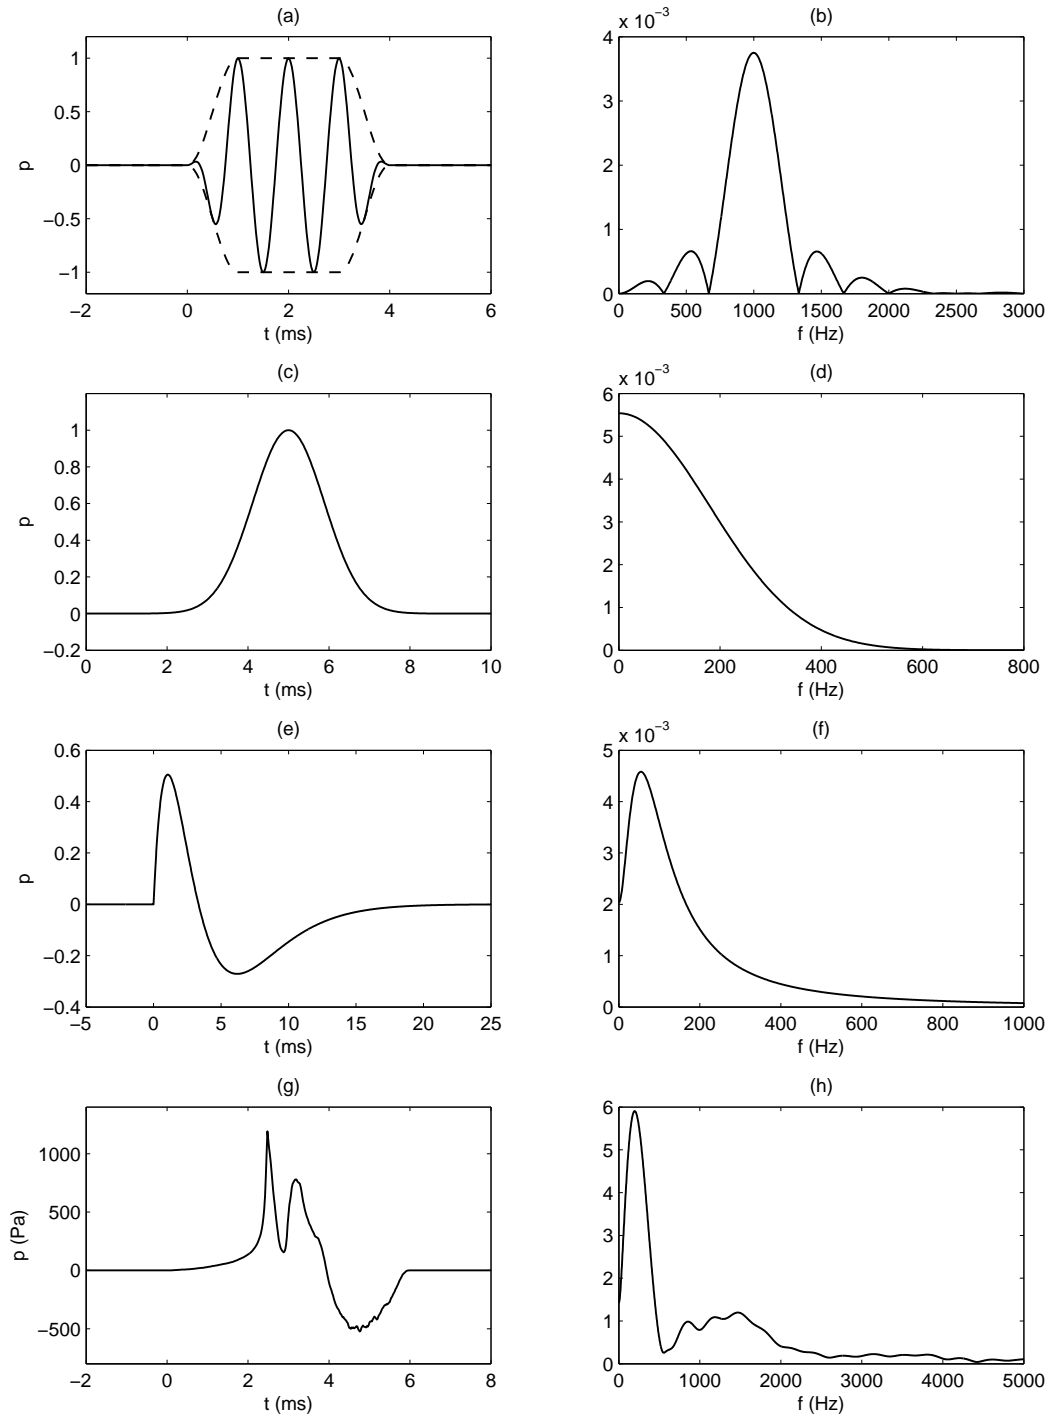 (a)
1
0.5
0
−0.5
−1
−2 0 2 4 6
p
t (ms)
(b)
x 10−3
4
3
2
1
0
0 500 1000 1500 2000 2500 3000
f (Hz)
(c)
1
0.8
0.6
0.4
0.2
0
−0.2
0 2 4 6 8 10
p
t (ms)
(d)
x 10−3
6
5
4
3
2
1
0
0 200 400 600 800
f (Hz)
(e)
0.6
0.4
0.2
0
−0.2
−0.4
−5 0 5 10 15 20 25
p
t (ms)
(f)
x 10−3
5
4
3
2
1
0
0 200 400 600 800 1000
f (Hz)
(g)
1000
500
0
−500
−2 0 2 4 6 8
p (Pa)
t (ms)
(h)
6
5
4
3
2
1
0
0 1000 2000 3000 4000 5000
f (Hz)